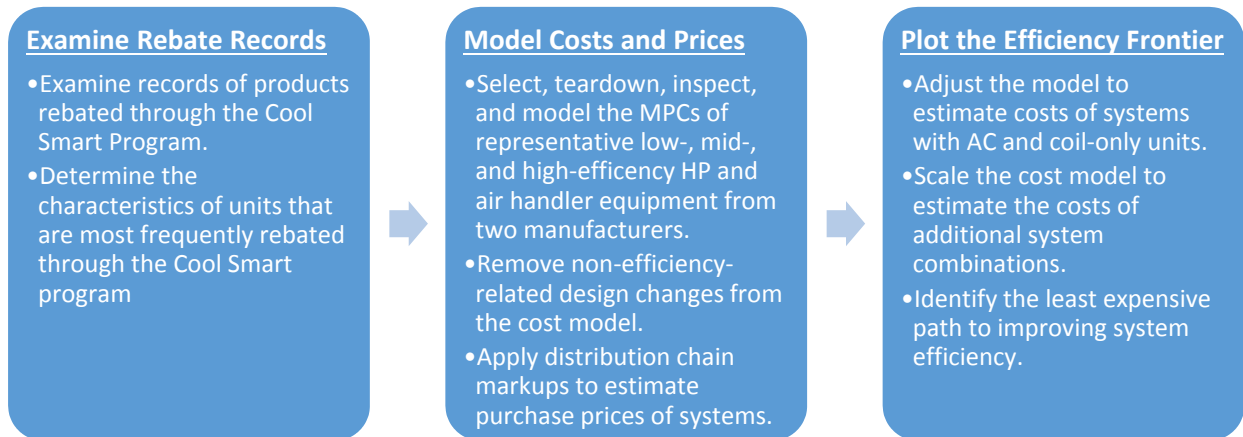 Examine Rebate Records
•Examine records of products
rebated through the Cool
Smart Program.
•Determine the
characteristics of units that
are most frequently rebated
through the Cool Smart
program
Model Costs and Prices
•Select, teardown, inspect,
and model the MPCs of
representative low-, mid-,
and high-efficency HP and
air handler equipment from
two manufacturers.
•Remove non-efficiency-
related design changes from
the cost model.
•Apply distribution chain
markups to estimate
purchase prices of systems.
Plot the Efficiency Frontier
•Adjust the model to
estimate costs of systems
with AC and coil-only units.
•Scale the cost model to
estimate the costs of
additional system
combinations.
•Identify the least expensive
path to improving system
efficiency.